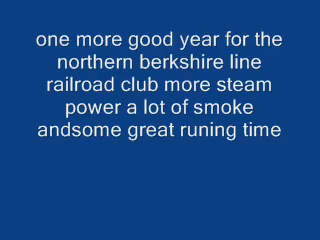 one more good year for the
northern berkshire line
railroad club more steam
power a lot of smoke
andsome great runing time